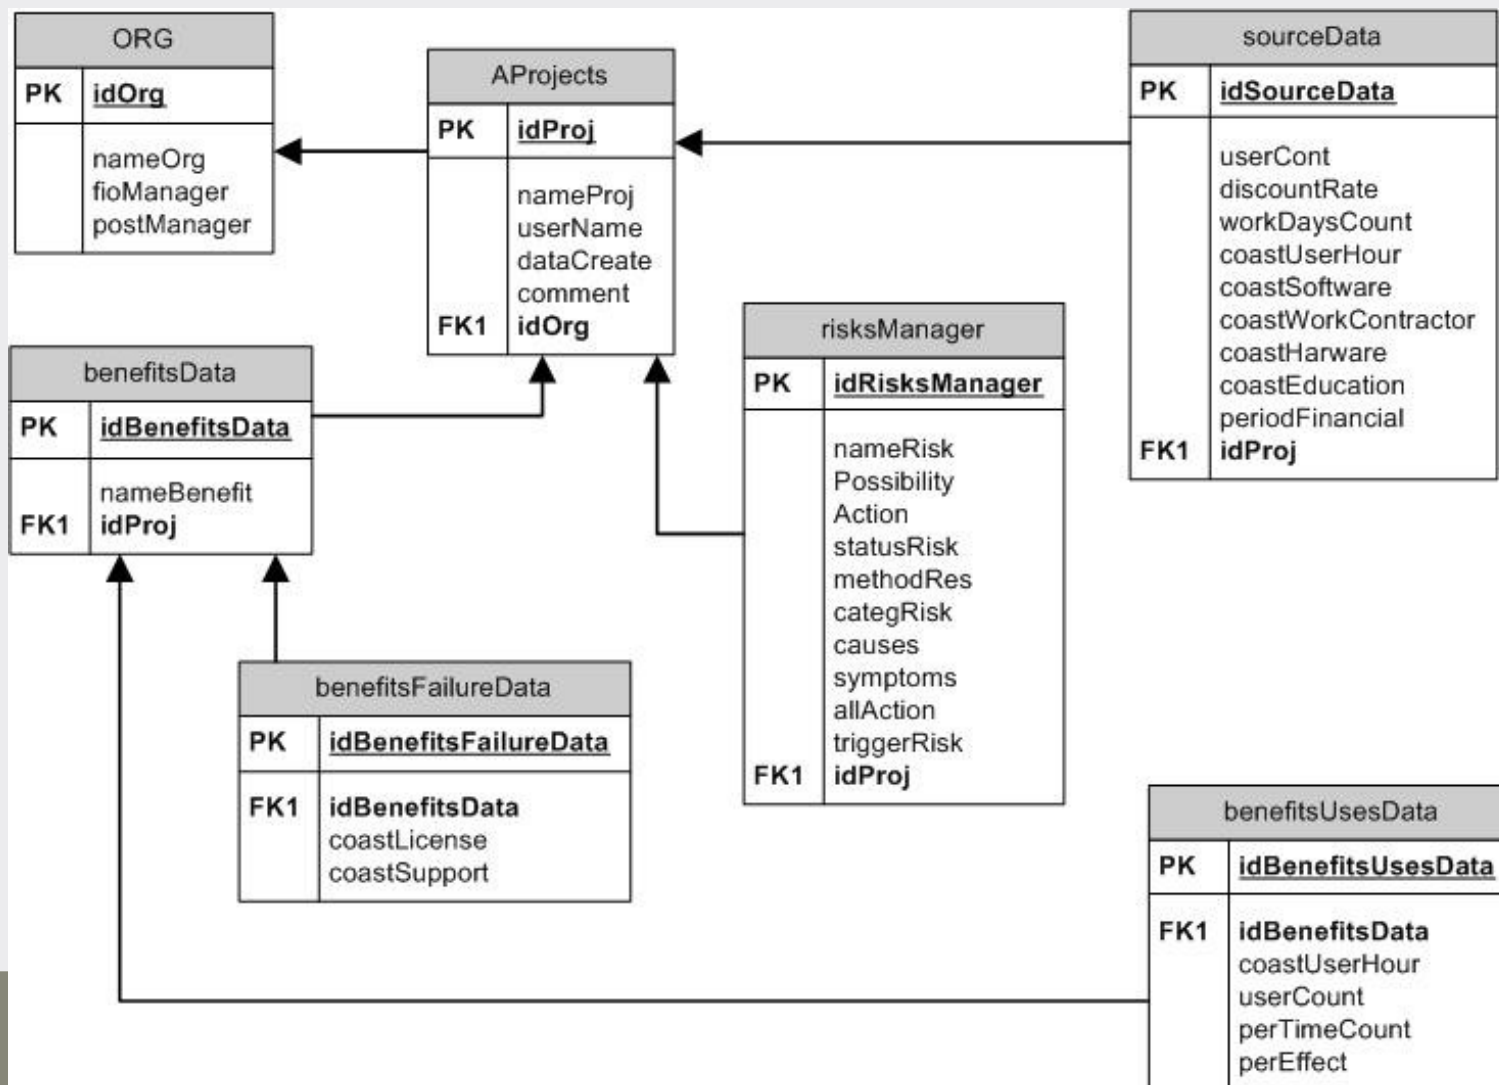 ORG
PK idOrg
nameOrg
fioManager
postManager
AProjects
PK idProj
nameProj
userName
dataCreate
comment
FK1 idOrg
sourceData
PK idSourceData
userCont
discountRate
workDaysCount
coastUserHour
coastSoftware
coastWorkContractor
coastHarware
coastEducation
periodFinancial
FK1 idProj
benefitsData
PK idBenefitsData
nameBenefit
FK1 idProj
risksManager
PK idRisksManager
nameRisk
Possibility
Action
statusRisk
methodRes
categRisk
causes
symptoms
allAction
triggerRisk
FK1 idProj
benefitsFailureData
PK idBenefitsFailureData
FK1 idBenefitsData
coastLicense
coastSupport
benefitsUsesData
PK idBenefitsUsesData
FK1 idBenefitsData
coastUserHour
userCount
perTimeCount
perEffect